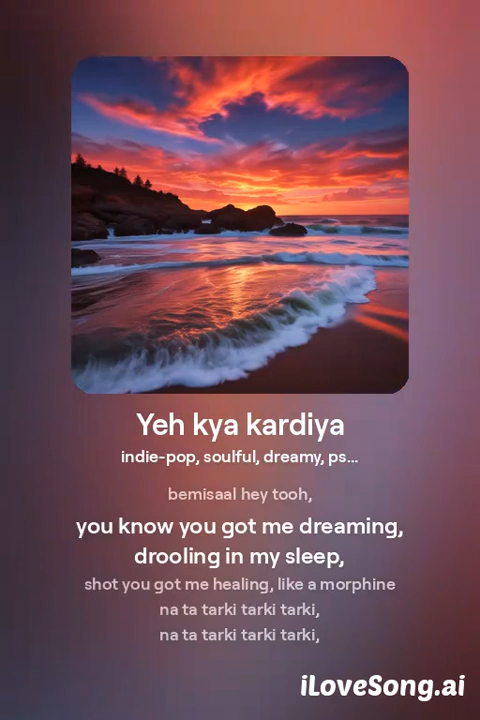 Yeh kya kardiya
indie-pop, soulful, dreamy, ps...
bemisaal hey tooh,
you know you got me dreaming,
drooling in my sleep,
shot you got me healing, like a morphine
na ta tarki tarki tarki,
na ta tarki tarki tarki,
iLoveSong.ai